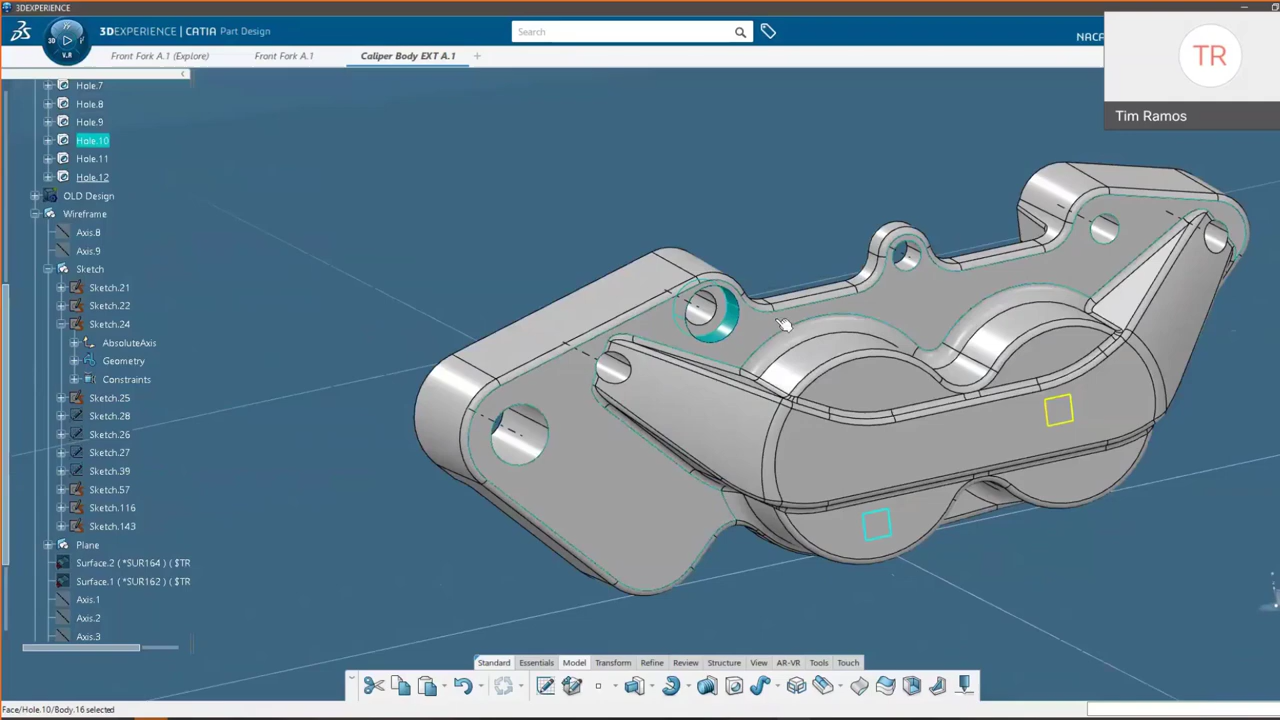 3DEXPERIENCE
3DEXPERIENCE | CATIA Part Design
3D
V.R
Search
NACA
TR
Tim Ramos
Front Fork A.1 (Explore)
Front Fork A.1
Caliper Body EXT A.1
Hole.7
Hole.8
Hole.9
Hole.10
Hole.11
Hole.12
OLD Design
Wireframe
Axis.8
Axis.9
Sketch
Sketch.21
Sketch.22
Sketch.24
AbsoluteAxis
Geometry
Constraints
Sketch.25
Sketch.28
Sketch.26
Sketch.27
Sketch.39
Sketch.57
Sketch.116
Sketch.143
Plane
Surface.2 ( *SUR164 ) ( $TR
Surface.1 ( *SUR162 ) ( $TR
Axis.1
Axis.2
Axis.3
Standard Essentials Model Transform Refine Review Structure View AR-VR Tools Touch
Face/Hole.10/Body.16 selected